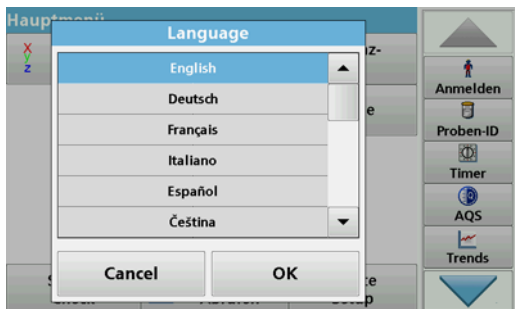 Hauptmenü
Language
X
y
z
English
Deutsch
Français
Italiano
Español
Čeština
Cancel
OK
Anmelden
Proben-ID
Timer
AQS
Trends